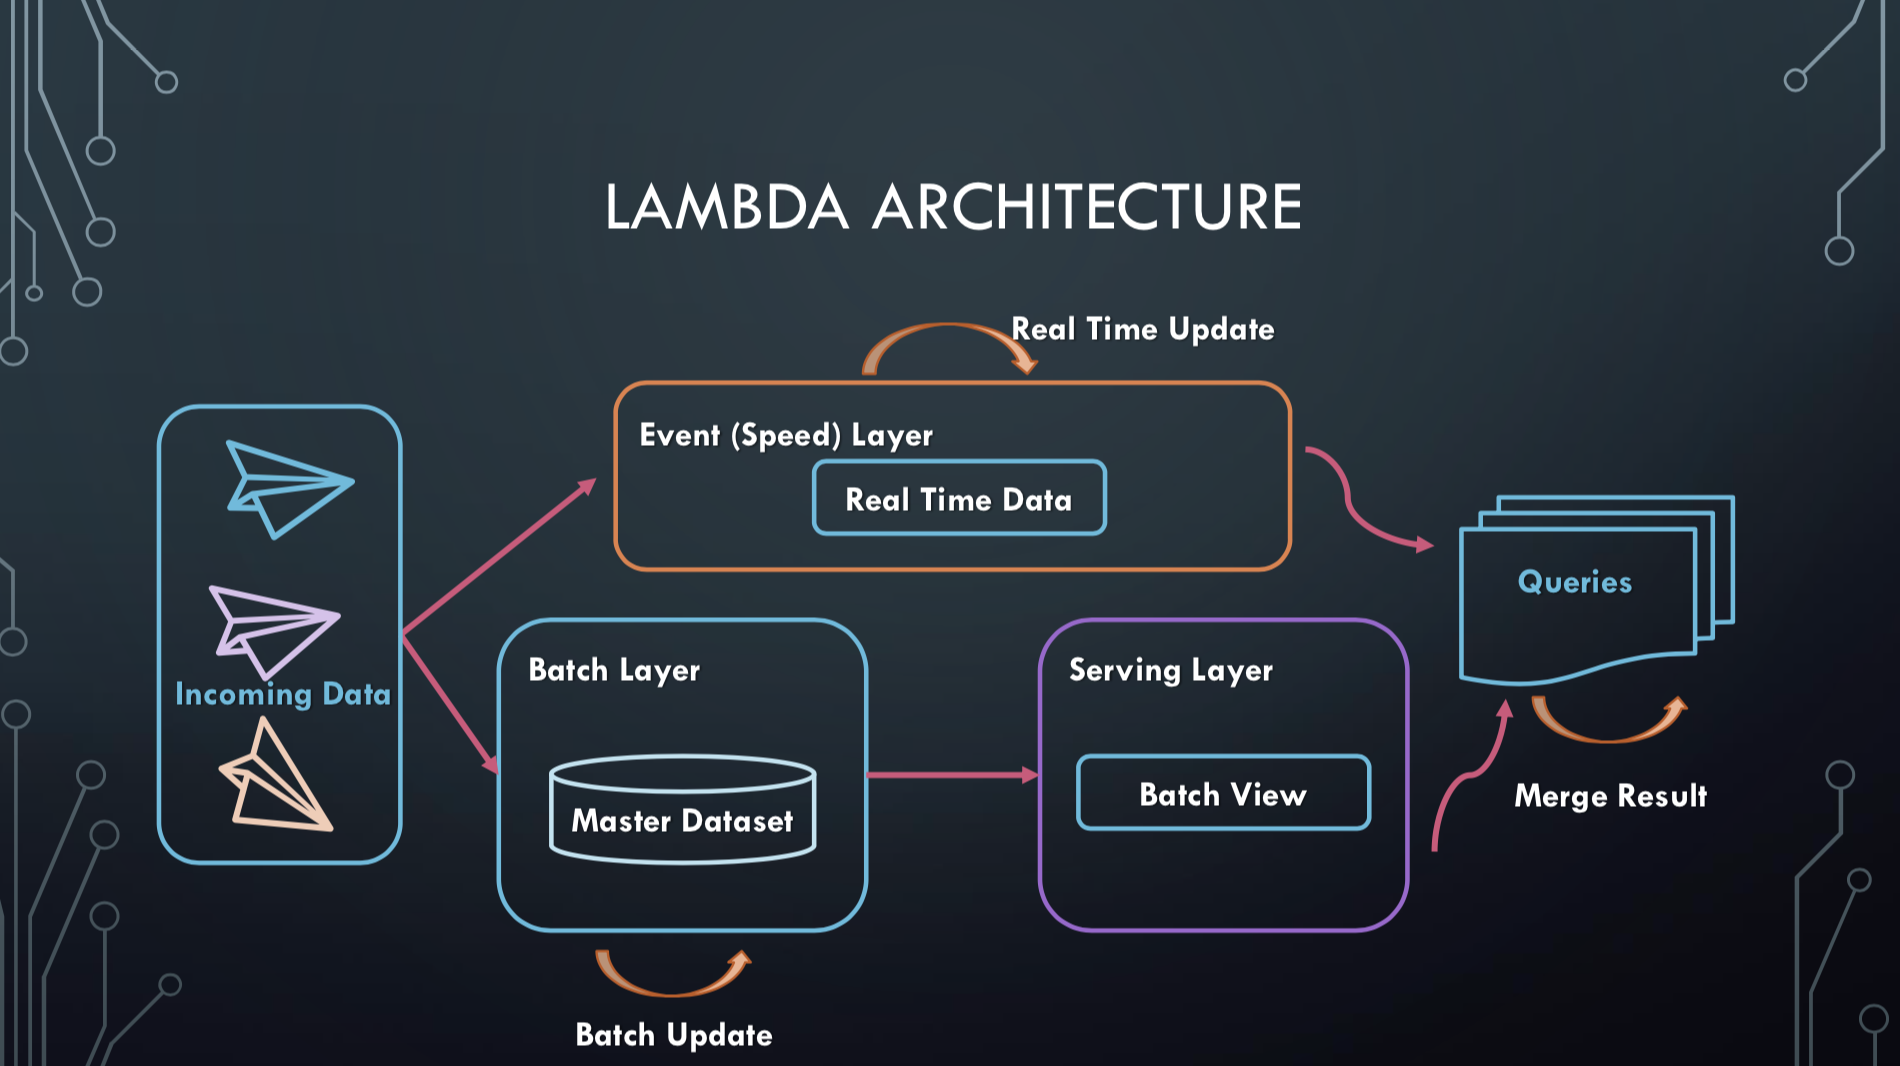 LAMBDA ARCHITECTURE
Real Time Update
Event (Speed) Layer
Real Time Data
Incoming Data
Batch Layer
Master Dataset
Batch Update
Serving Layer
Batch View
Queries
Merge Result